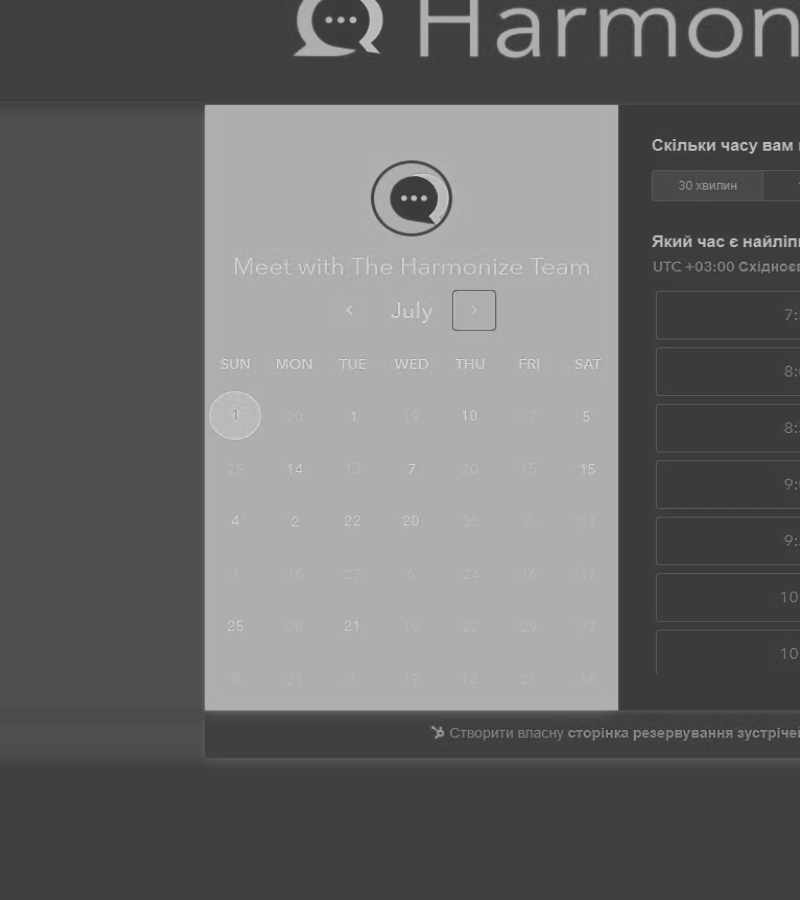 Harmon
Meet with The Harmonize Team
July
SUN MON TUE WED THU FRI SAT
1 20 1 19 10 17 5
25 14 13 7 20 15 15
4 2 22 20 30 7 17
1 16 27 6 24 16 17
25 28 21 19 22 29 17
8 21 1 19 12 21 16
Скільки часу вам
30 хвилин
Який час є найліп
UTC +03:00 Східноєв
7:
8:
8:
9:
9:
10
10
Створити власну сторінка резервування зустрічей